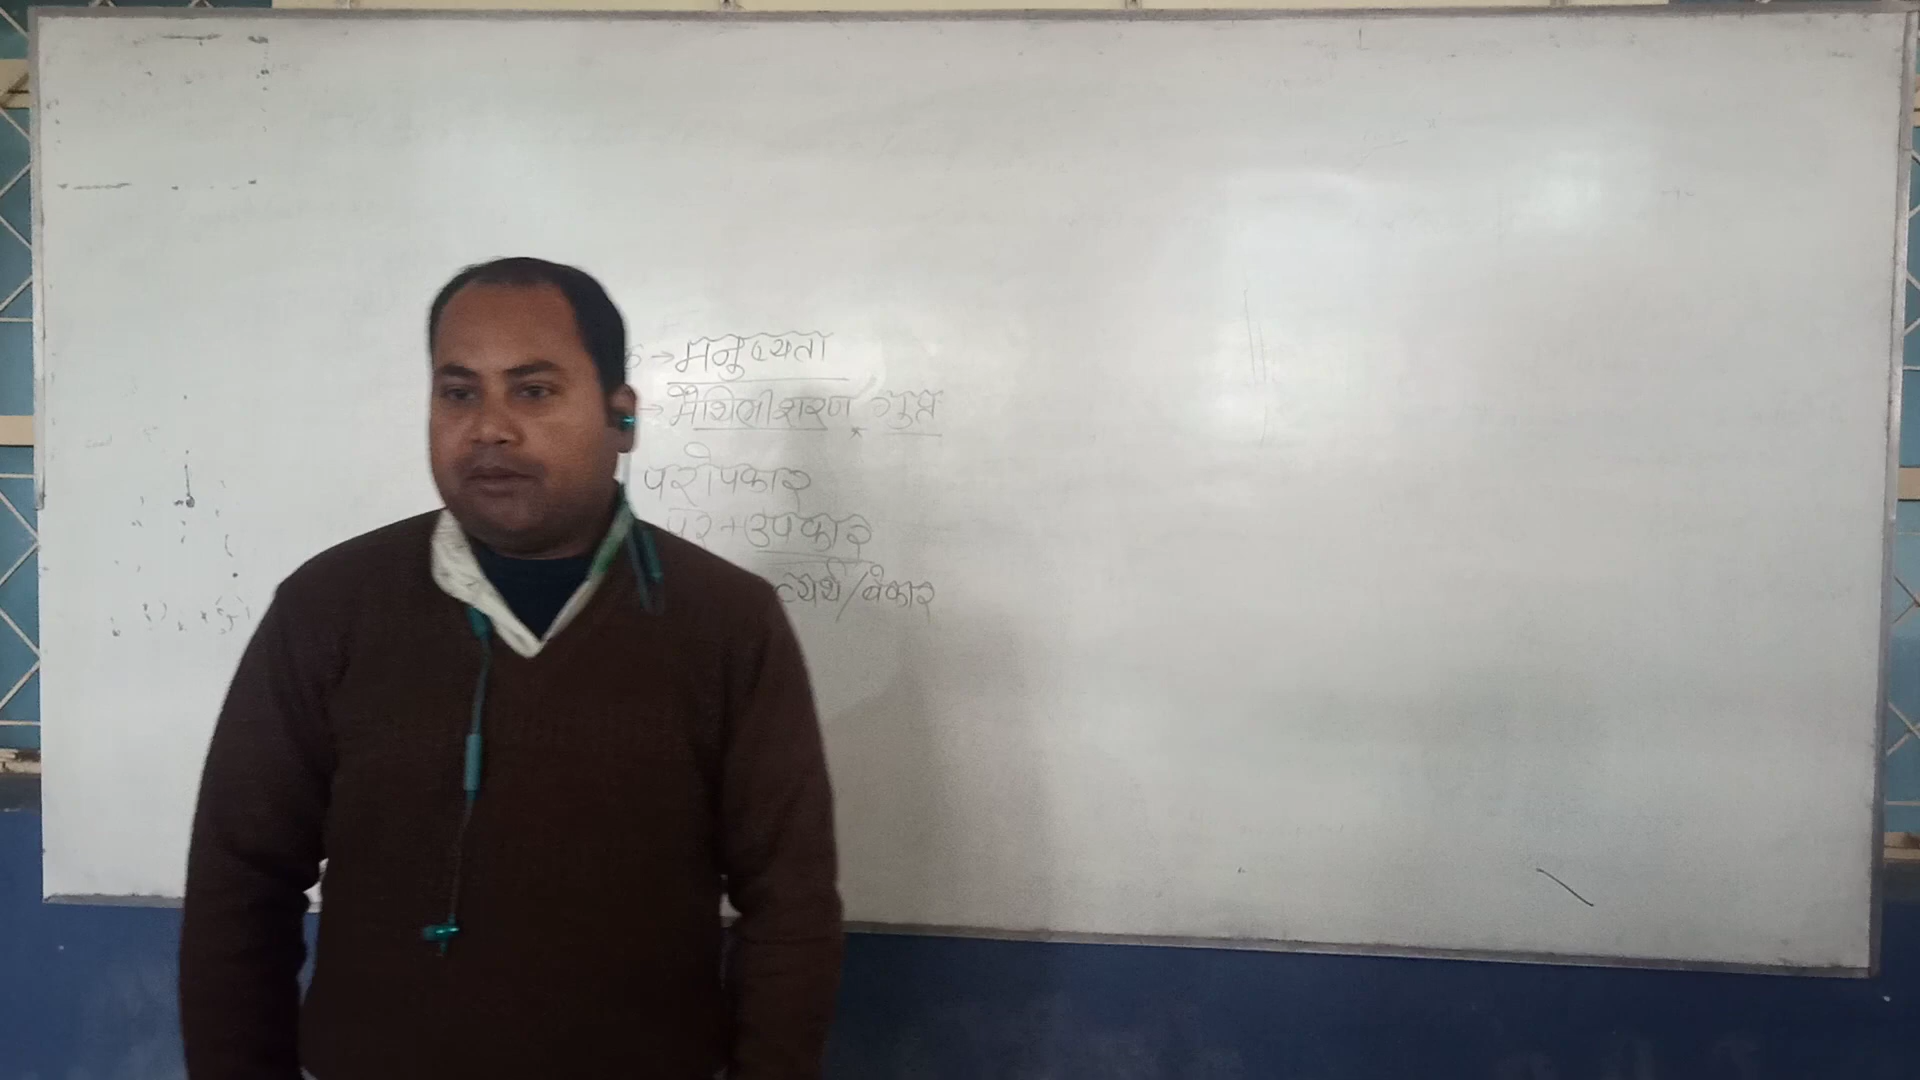 → मनुष्यता
→ मैथिलीशरण गुप्त
परोपकार
पर + उपकार
व्यर्थ/बेकार